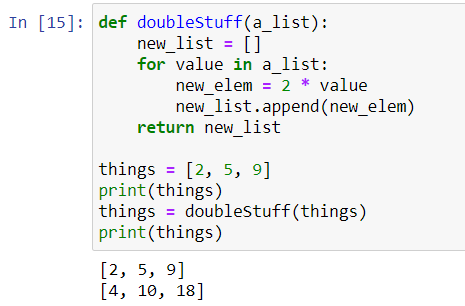 In [15]: def doubleStuff(a_list):
    new_list = []
    for value in a_list:
        new_elem = 2 * value
        new_list.append(new_elem)
    return new_list

things = [2, 5, 9]
print(things)
things = doubleStuff(things)
print(things)
[2, 5, 9]
[4, 10, 18]